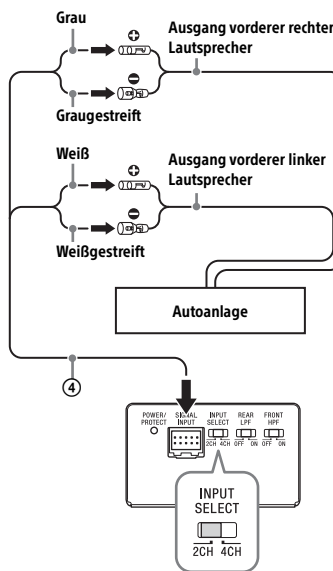 Grau
Ausgang vorderer rechter
Lautsprecher
Graugestreift
Weiß
Ausgang vorderer linker
Lautsprecher
Weißgestreift
Autoanlage
④
POWER/
PROTECT
SIGNAL
INPUT
INPUT
SELECT
REAR
LPF
FRONT
HPF
2CH 4CH
OFF ON
OFF ON
INPUT
SELECT
2CH 4CH